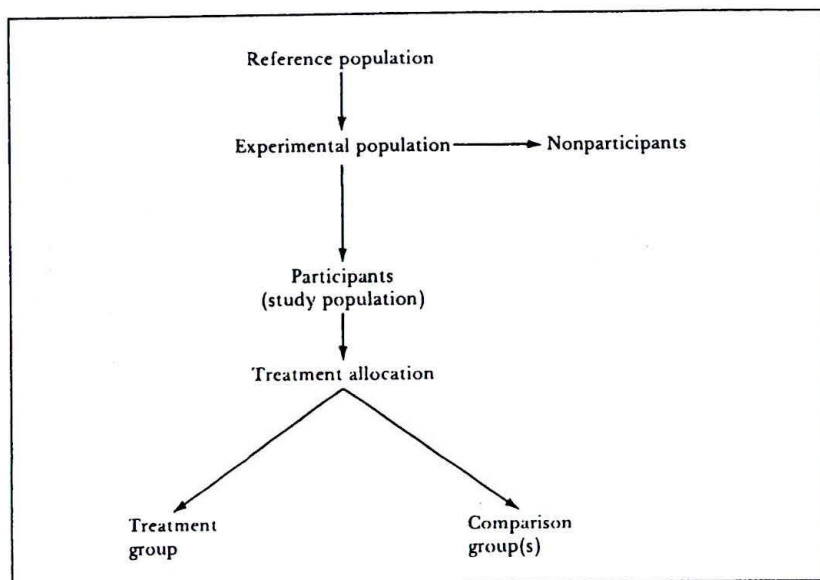 Reference population
Experimental population
Nonparticipants
Participants
(study population)
Treatment allocation
Treatment
group
Comparison
group(s)